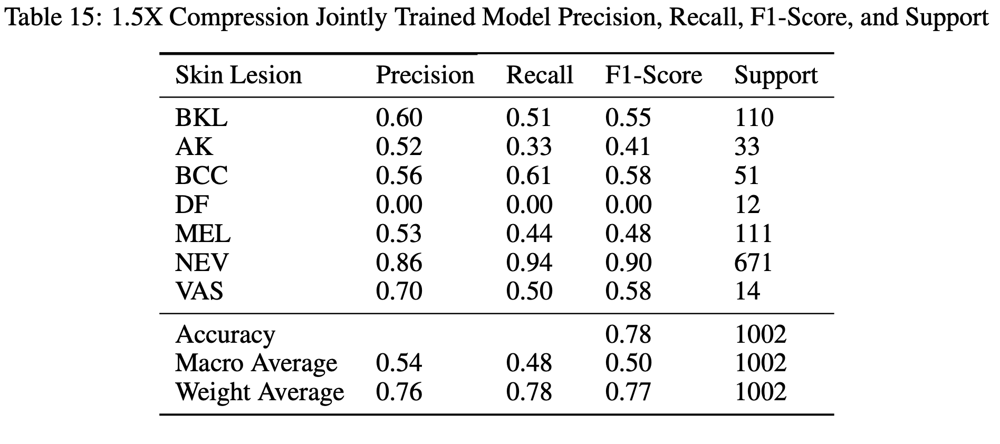 Table 15: 1.5X Compression Jointly Trained Model Precision, Recall, F1-Score, and Support
Skin Lesion Precision Recall F1-Score Support
BKL 0.60 0.51 0.55 110
AK 0.52 0.33 0.41 33
BCC 0.56 0.61 0.58 51
DF 0.00 0.00 0.00 12
MEL 0.53 0.44 0.48 111
NEV 0.86 0.94 0.90 671
VAS 0.70 0.50 0.58 14
Accuracy 0.78 1002
Macro Average 0.54 0.48 0.50 1002
Weight Average 0.76 0.78 0.77 1002